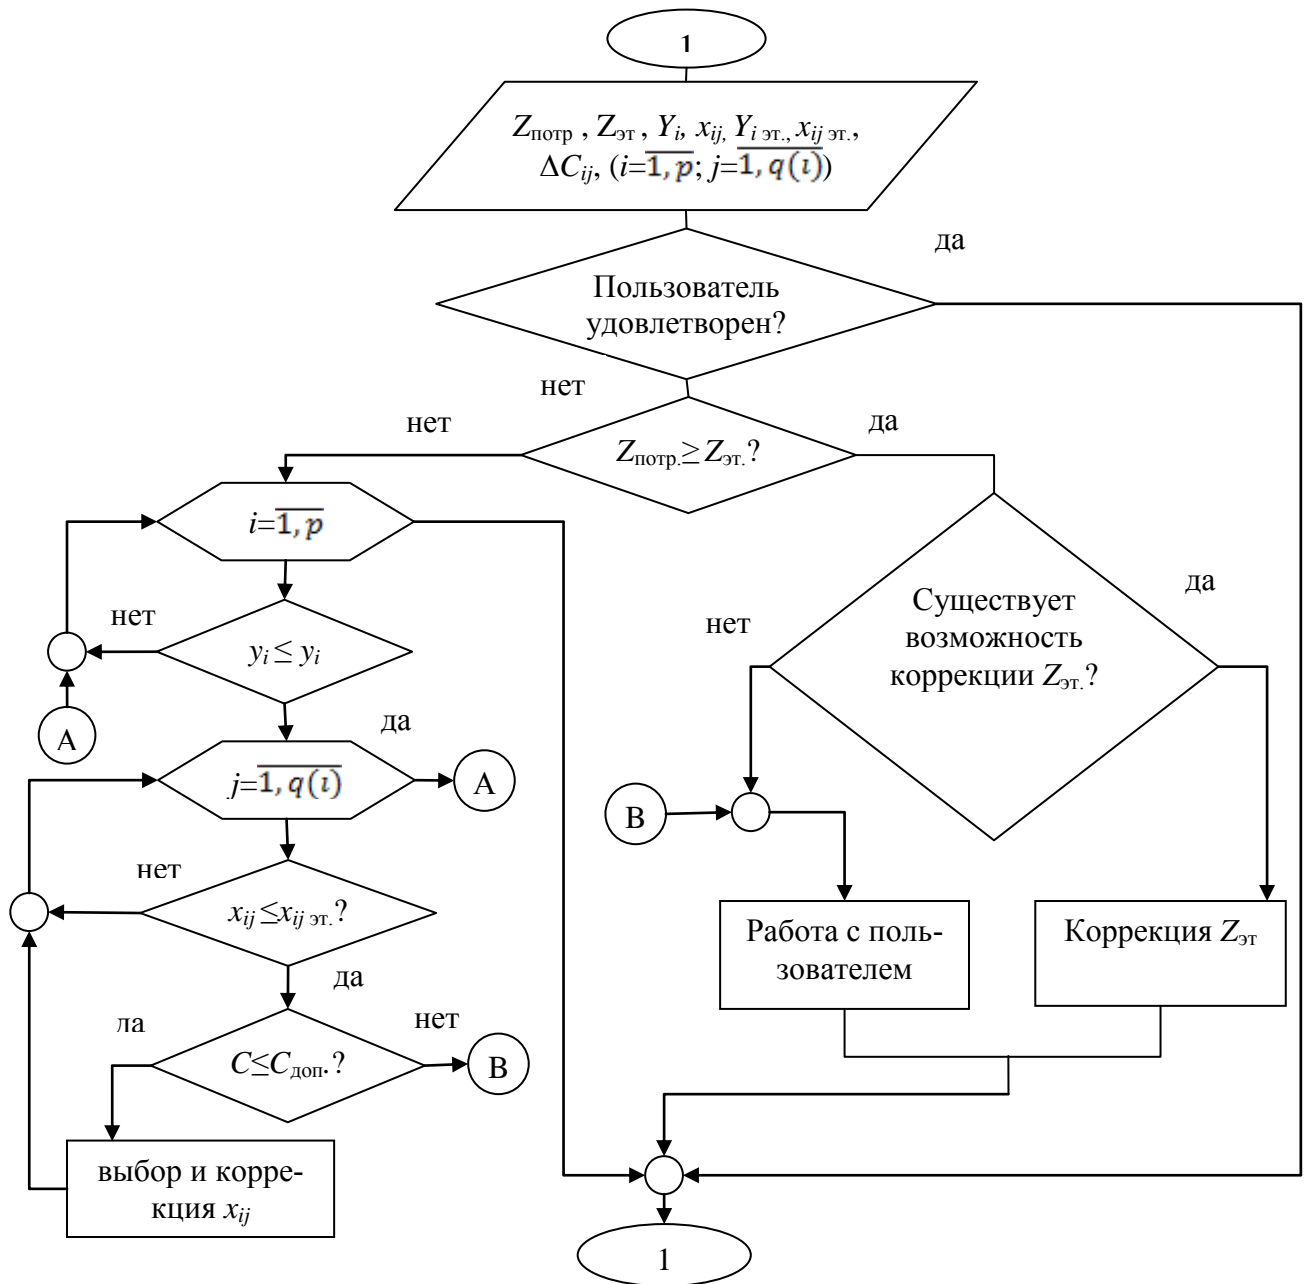 1
Zпотр , Zэт , Yi, xij, Yi эт., xij эт.,
ΔCij, (i=1, p; j=1, q(i))
да
Пользователь
удовлетворен?
нет
нет
да
Zпотр.≥ Zэт.?
i=1, p
нет
yi ≤ yi
Существует
возможность
коррекции Zэт.?
нет
да
A
да
j=1, q(i)
A
B
нет
xij ≤xij эт.?
Работа с поль-
зователем
Коррекция Zэт
да
да
нет
C≤Cдоп.?
B
выбор и корре-
кция xij
1